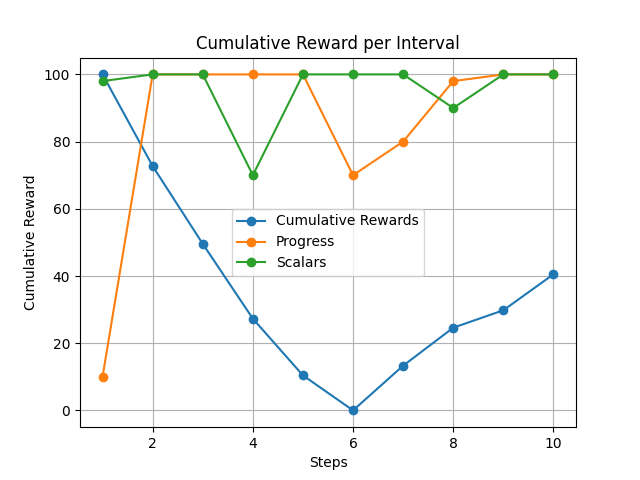 Cumulative Reward per Interval
Cumulative Reward
100
80
60
40
20
0
Cumulative Rewards
Progress
Scalars
2 4 6 8 10
Steps